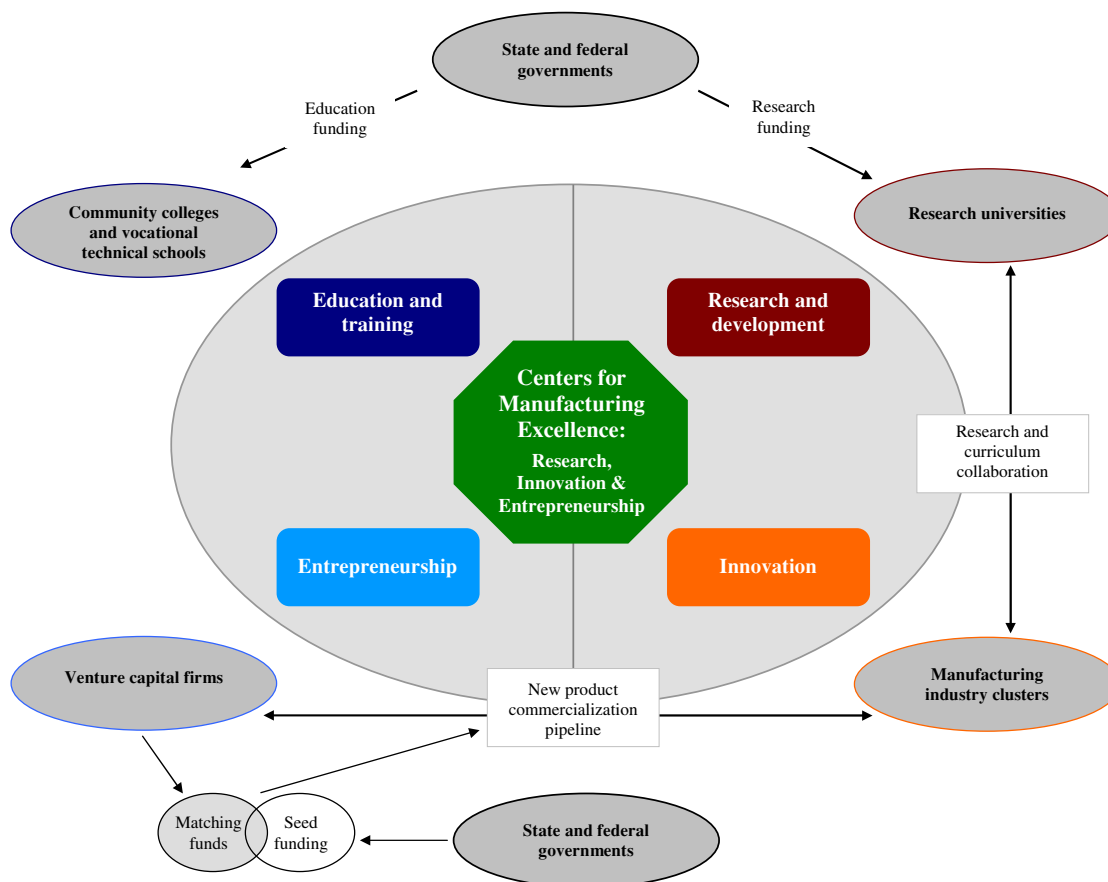 State and federal
governments
Education
funding
Research
funding
Community colleges
and vocational
technical schools
Research universities
Education and
training
Research and
development
Centers for
Manufacturing
Excellence:
Research,
Innovation &
Entrepreneurship
Research and
curriculum
collaboration
Entrepreneurship
Innovation
Venture capital firms
New product
commercialization
pipeline
Manufacturing
industry clusters
Matching
funds
Seed
funding
State and federal
governments